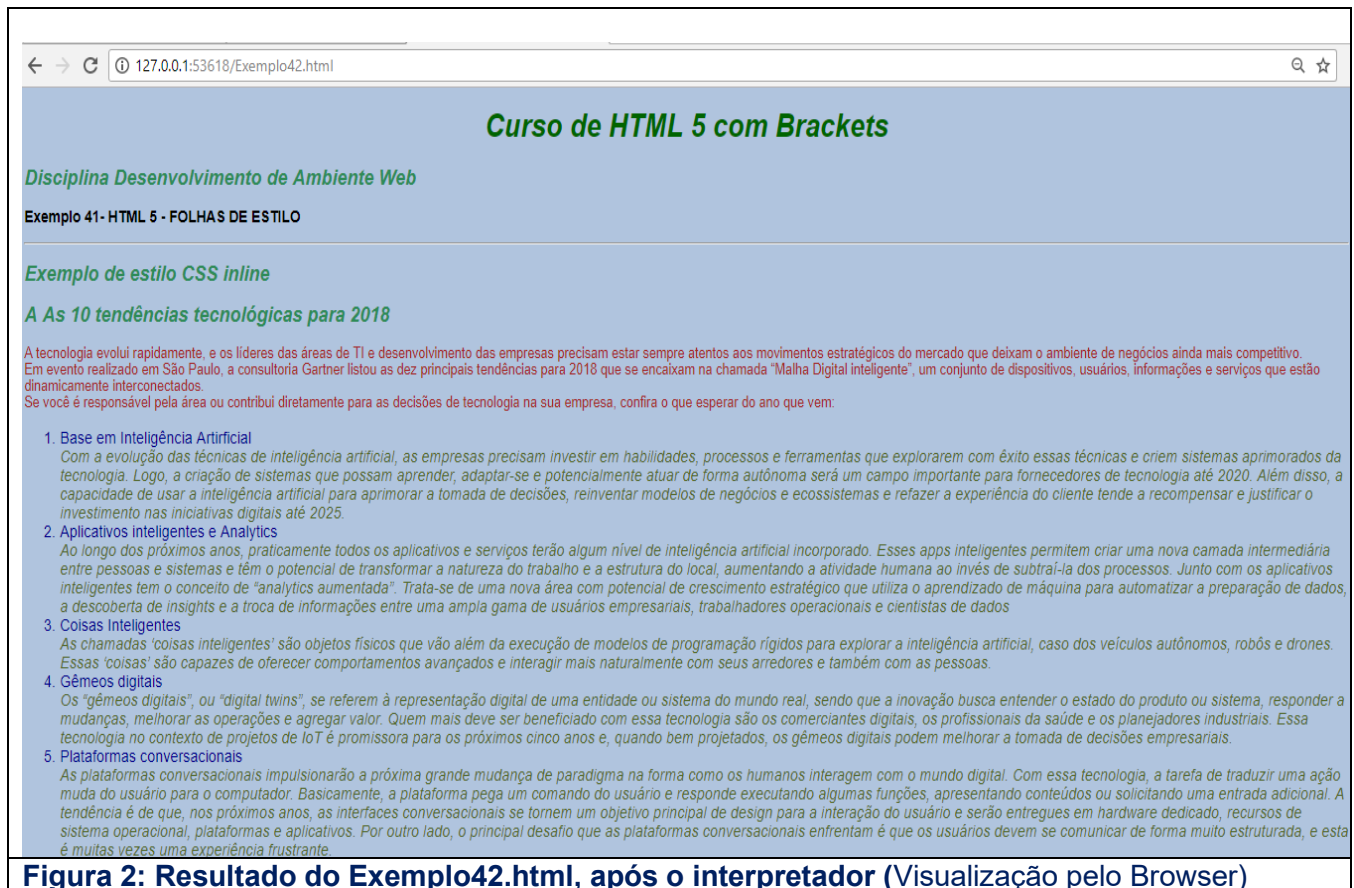 127.0.0.1:53618/Exemplo42.html
Curso de HTML 5 com Brackets
Disciplina Desenvolvimento de Ambiente Web
Exemplo 41- HTML 5 - FOLHAS DE ESTILO
Exemplo de estilo CSS inline
A As 10 tendências tecnológicas para 2018
A tecnologia evolui rapidamente, e os líderes das áreas de TI e desenvolvimento das empresas precisam estar sempre atentos aos movimentos estratégicos do mercado que deixam o ambiente de negócios ainda mais competitivo.
Em evento realizado em São Paulo, a consultoria Gartner listou as dez principais tendências para 2018 que se encaixam na chamada “Malha Digital inteligente”, um conjunto de dispositivos, usuários, informações e serviços que estão
dinamicamente interconectados.
Se você é responsável pela área ou contribui diretamente para as decisões de tecnologia na sua empresa, confira o que esperar do ano que vem:
1. Base em Inteligência Artirficial
Com a evolução das técnicas de inteligência artificial, as empresas precisam investir em habilidades, processos e ferramentas que explorarem com êxito essas técnicas e criem sistemas aprimorados da
tecnologia. Logo, a criação de sistemas que possam aprender, adaptar-se e potencialmente atuar de forma autônoma será um campo importante para fornecedores de tecnologia até 2020. Além disso, a
capacidade de usar a inteligência artificial para aprimorar a tomada de decisões, reinventar modelos de negócios e ecossistemas e refazer a experiência do cliente tende a recompensar e justificar o
investimento nas iniciativas digitais até 2025.
2. Aplicativos inteligentes e Analytics
Ao longo dos próximos anos, praticamente todos os aplicativos e serviços terão algum nível de inteligência artificial incorporado. Esses apps inteligentes permitem criar uma nova camada intermediária
entre pessoas e sistemas e têm o potencial de transformar a natureza do trabalho e a estrutura do local, aumentando a atividade humana ao invés de subtraí-la dos processos. Junto com os aplicativos
inteligentes tem o conceito de “analytics aumentada”. Trata-se de uma nova área com potencial de crescimento estratégico que utiliza o aprendizado de máquina para automatizar a preparação de dados,
a descoberta de insights e a troca de informações entre uma ampla gama de usuários empresariais, trabalhadores operacionais e cientistas de dados
3. Coisas Inteligentes
As chamadas ‘coisas inteligentes’ são objetos físicos que vão além da execução de modelos de programação rígidos para explorar a inteligência artificial, caso dos veículos autônomos, robôs e drones.
Essas ‘coisas’ são capazes de oferecer comportamentos avançados e interagir mais naturalmente com seus arredores e também com as pessoas.
4. Gêmeos digitais
Os “gêmeos digitais”, ou “digital twins”, se referem à representação digital de uma entidade ou sistema do mundo real, sendo que a inovação busca entender o estado do produto ou sistema, responder a
mudanças, melhorar as operações e agregar valor. Quem mais deve ser beneficiado com essa tecnologia são os comerciantes digitais, os profissionais da saúde e os planejadores industriais. Essa
tecnologia no contexto de projetos de IoT é promissora para os próximos cinco anos e, quando bem projetados, os gêmeos digitais podem melhorar a tomada de decisões empresariais.
5. Plataformas conversacionais
As plataformas conversacionais impulsionarão a próxima grande mudança de paradigma na forma como os humanos interagem com o mundo digital. Com essa tecnologia, a tarefa de traduzir uma ação
muda do usuário para o computador. Basicamente, a plataforma pega um comando do usuário e responde executando algumas funções, apresentando conteúdos ou solicitando uma entrada adicional. A
tendência é de que, nos próximos anos, as interfaces conversacionais se tornem um objetivo principal de design para a interação do usuário e serão entregues em hardware dedicado, recursos de
sistema operacional, plataformas e aplicativos. Por outro lado, o principal desafio que as plataformas conversacionais enfrentam é que os usuários devem se comunicar de forma muito estruturada, e esta
é muitas vezes uma experiência frustrante.
Figura 2: Resultado do Exemplo42.html, após o interpretador (Visualização pelo Browser)